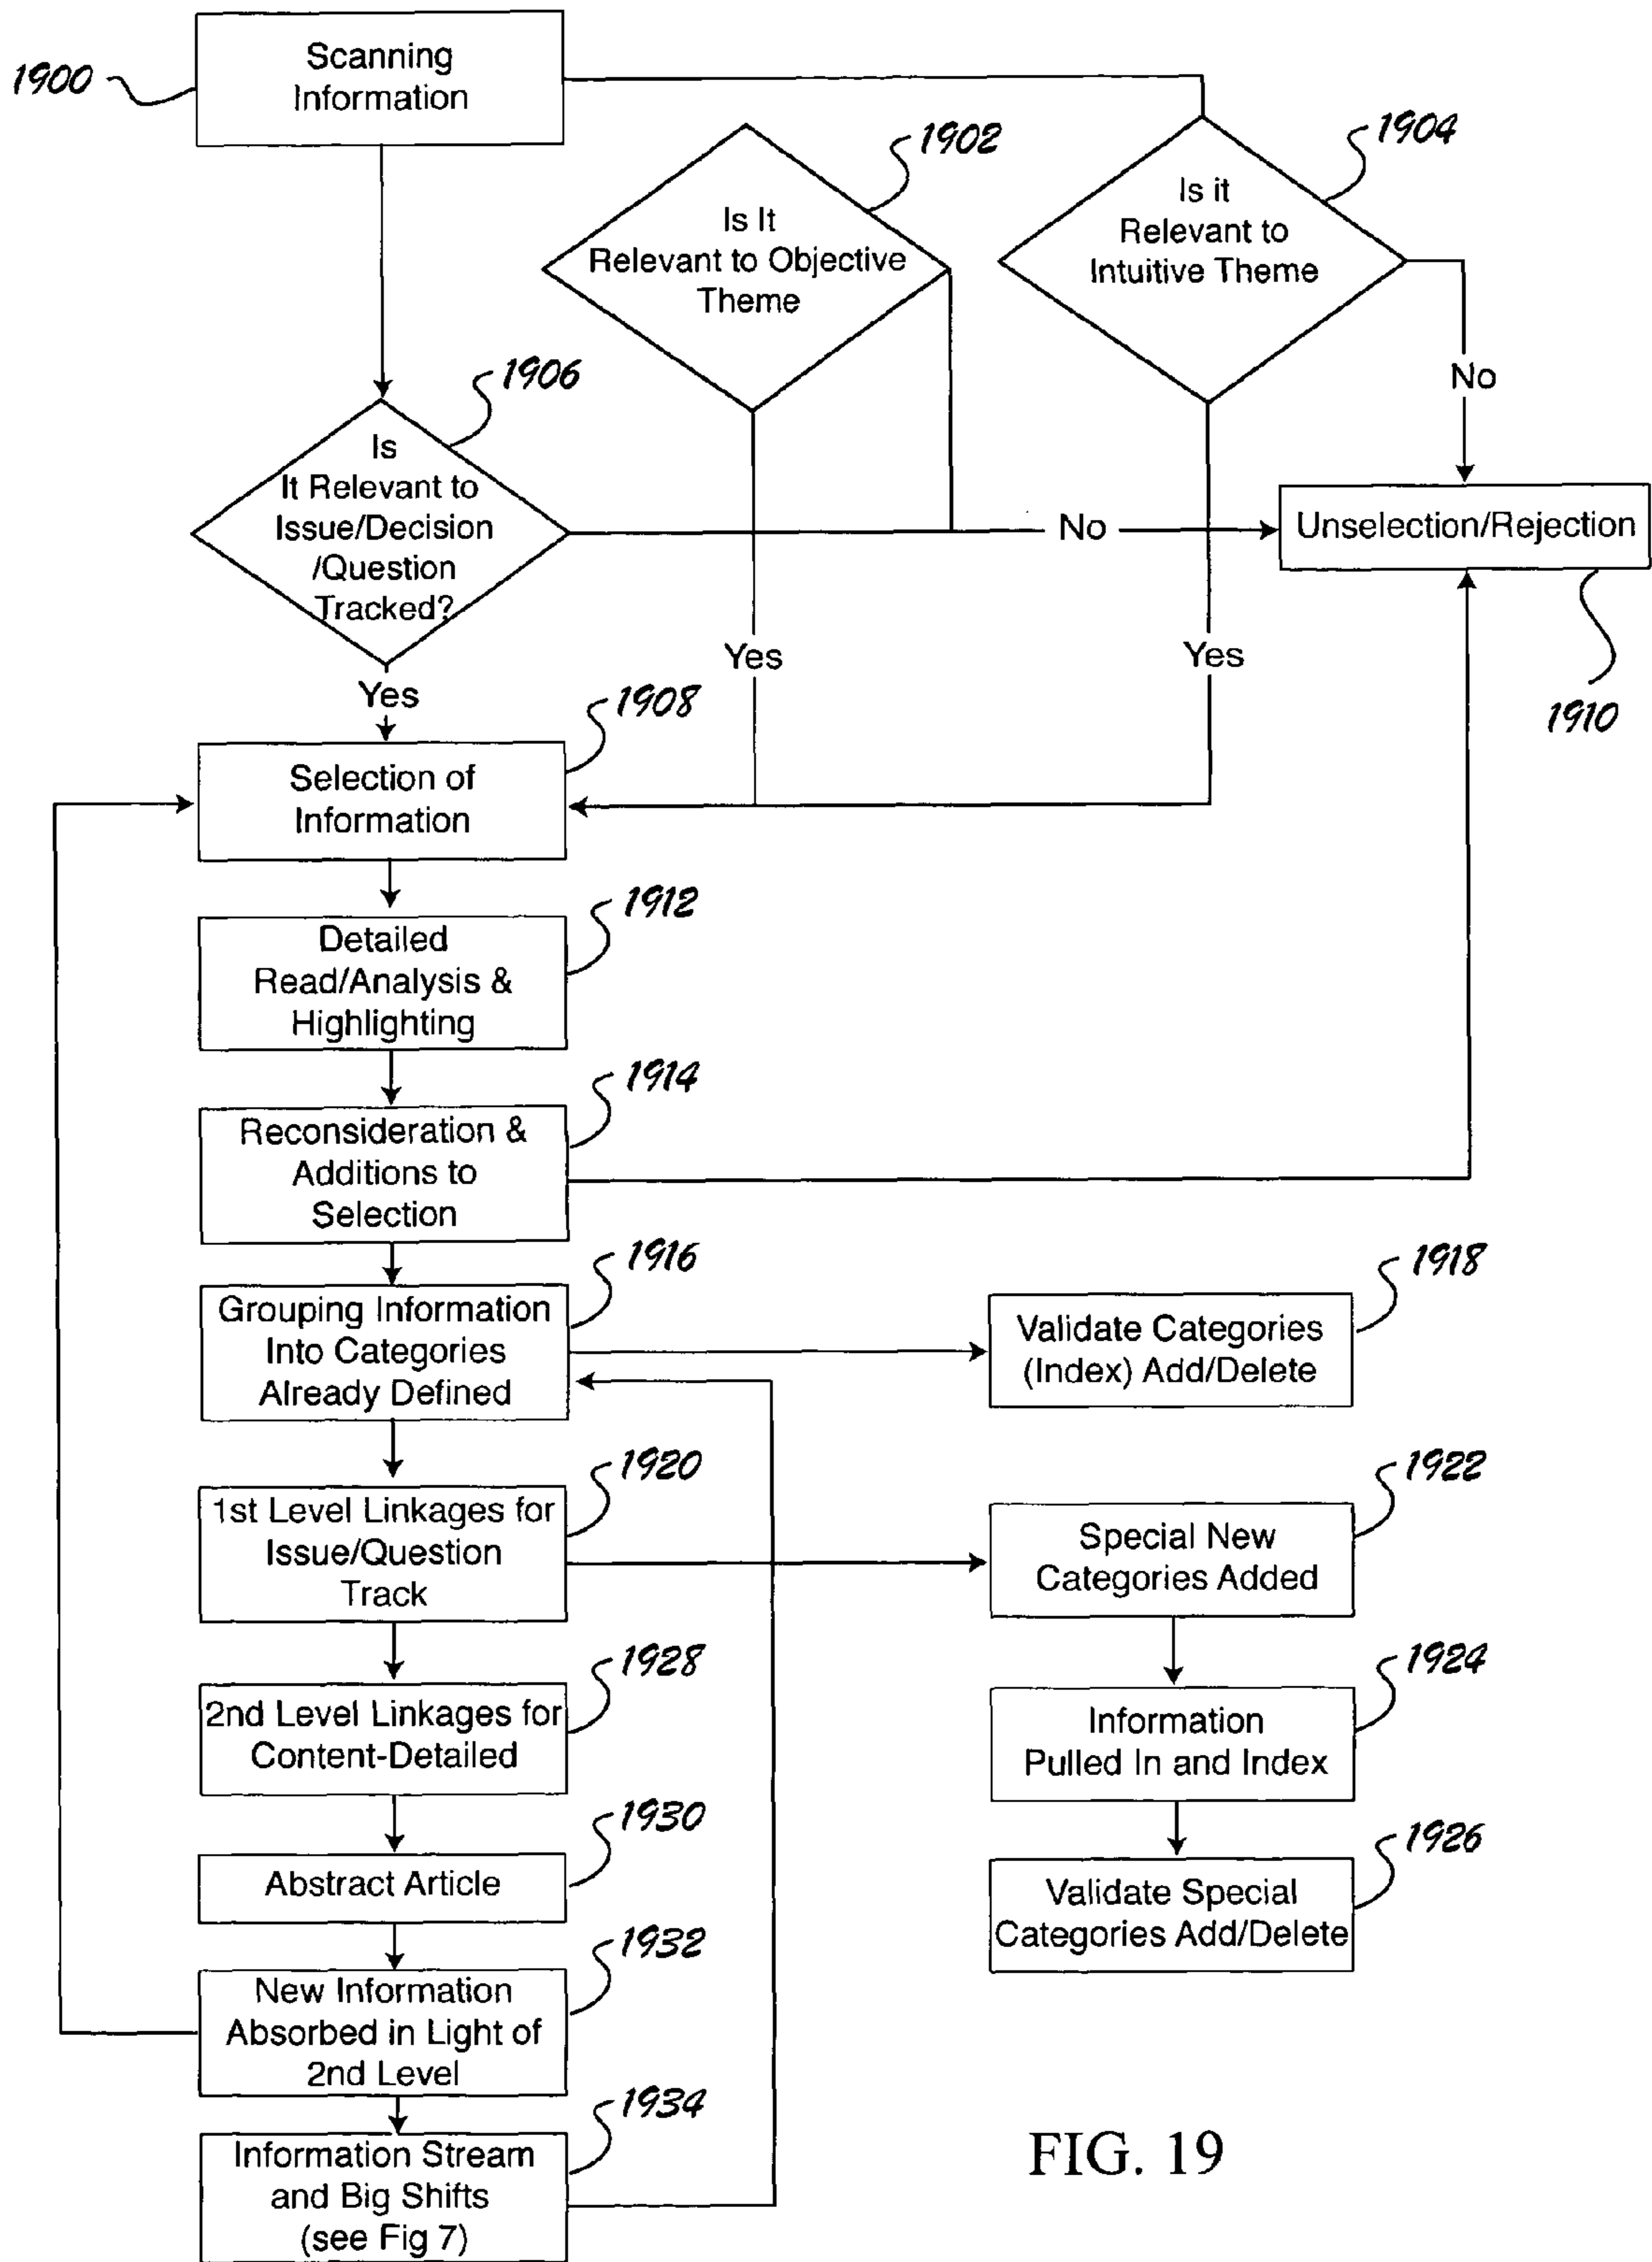 Scanning
Information
1900
Is It
Relevant to Objective
Theme
1902
Is it
Relevant to
Intuitive Theme
1904
No
Is
It Relevant to
Issue/Decision
/Question
Tracked?
1906
No
Unselection/Rejection
1910
Yes
Yes
Yes
Selection of
Information
1908
Detailed
Read/Analysis &
Highlighting
1912
Reconsideration &
Additions to
Selection
1914
Grouping Information
Into Categories
Already Defined
1916
Validate Categories
(Index) Add/Delete
1918
1st Level Linkages for
Issue/Question
Track
1920
Special New
Categories Added
1922
2nd Level Linkages for
Content-Detailed
1928
Information
Pulled In and Index
1924
Abstract Article
1930
Validate Special
Categories Add/Delete
1926
New Information
Absorbed in Light of
2nd Level
1932
Information Stream
and Big Shifts
(see Fig 7)
1934
FIG. 19